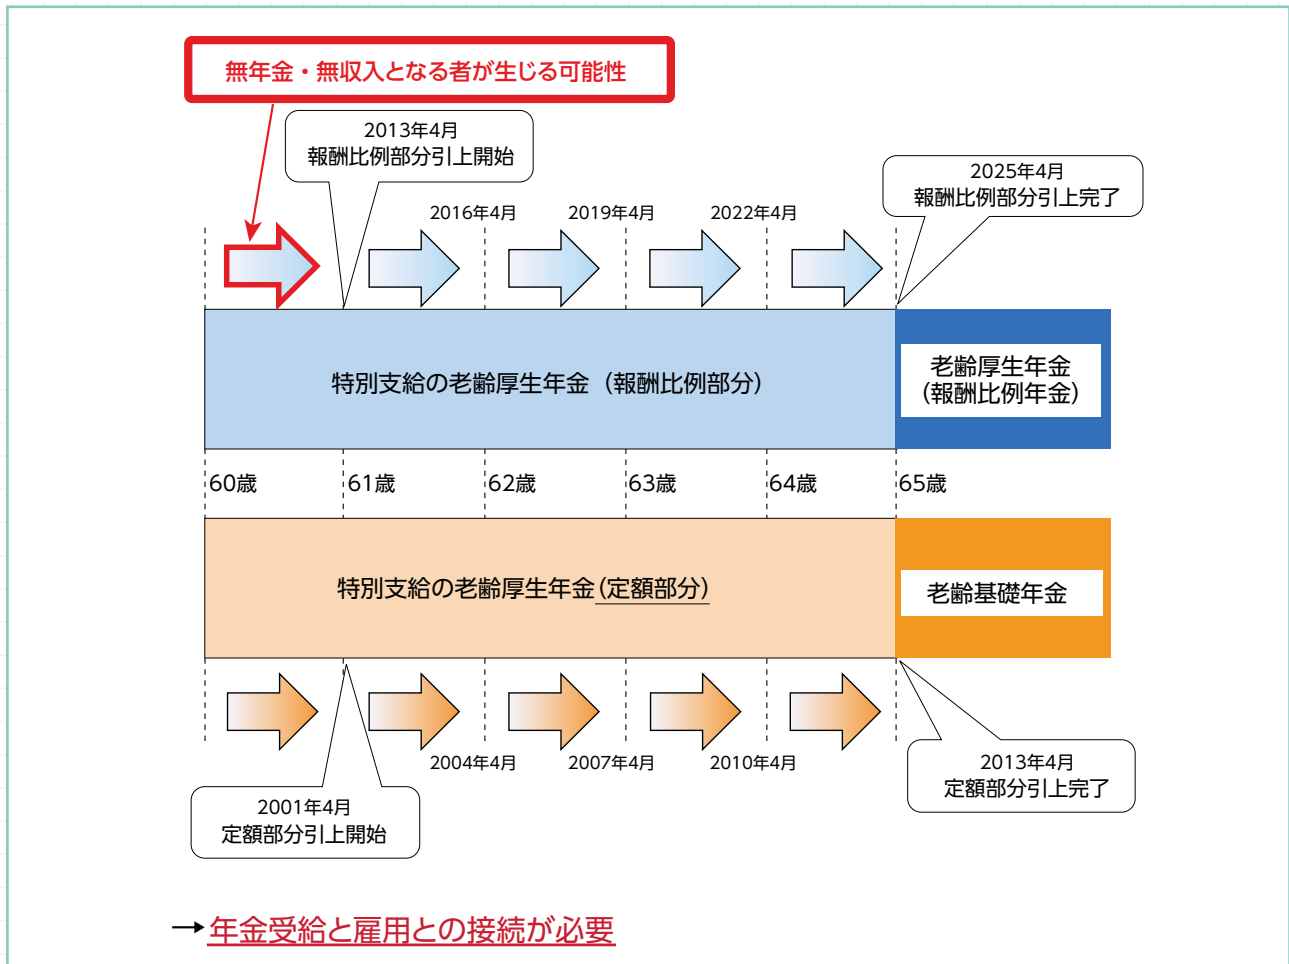 無年金・無収入となる者が生じる可能性
2013年4月
報酬比例部分引上開始
2025年4月
報酬比例部分引上完了
2016年4月
2019年4月
2022年4月
特別支給の老齢厚生年金（報酬比例部分）
老齢厚生年金
（報酬比例年金）
60歳
61歳
62歳
63歳
64歳
65歳
特別支給の老齢厚生年金（定額部分）
老齢基礎年金
2004年4月
2007年4月
2010年4月
2001年4月
定額部分引上開始
2013年4月
定額部分引上完了
→年金受給と雇用との接続が必要